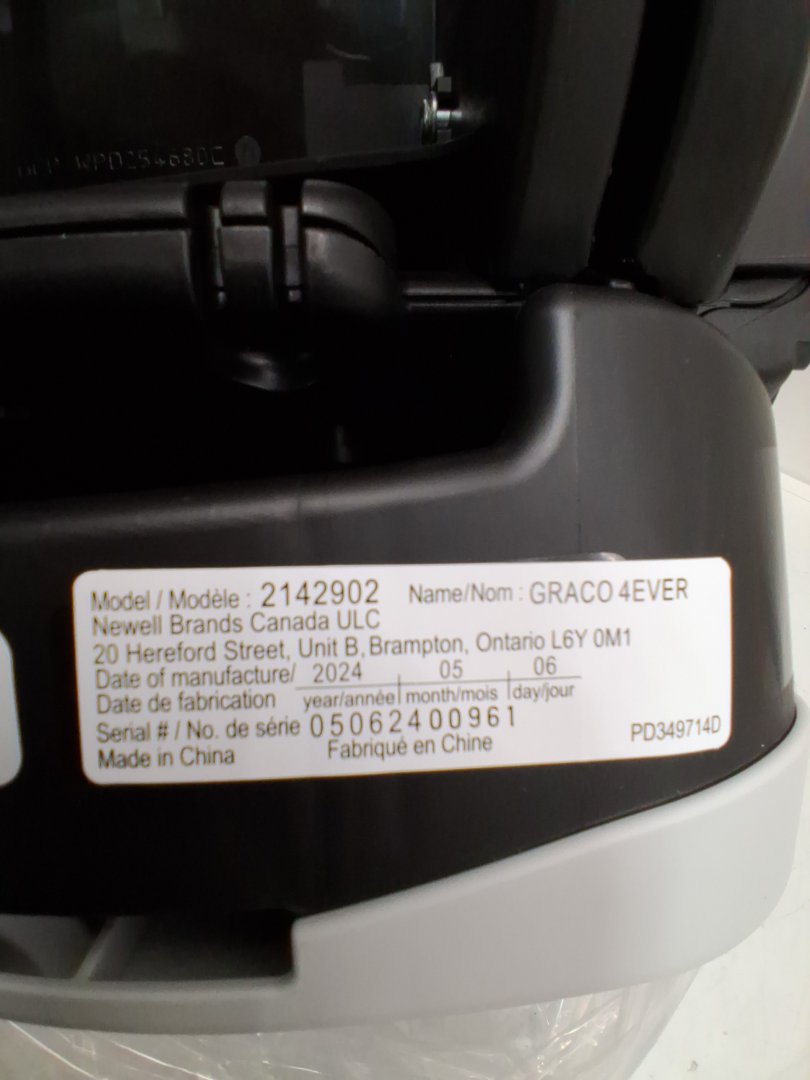 WPD254680C
Model / Modèle : 2142902 Name/Nom : GRACO 4EVER
Newell Brands Canada ULC
20 Hereford Street, Unit B, Brampton, Ontario L6Y 0M1
Date of manufacture/ 2024 05 06
Date de fabrication year/année month/mois day/jour
Serial # / No. de série 05062400961
Made in China Fabriqué en Chine PD349714D